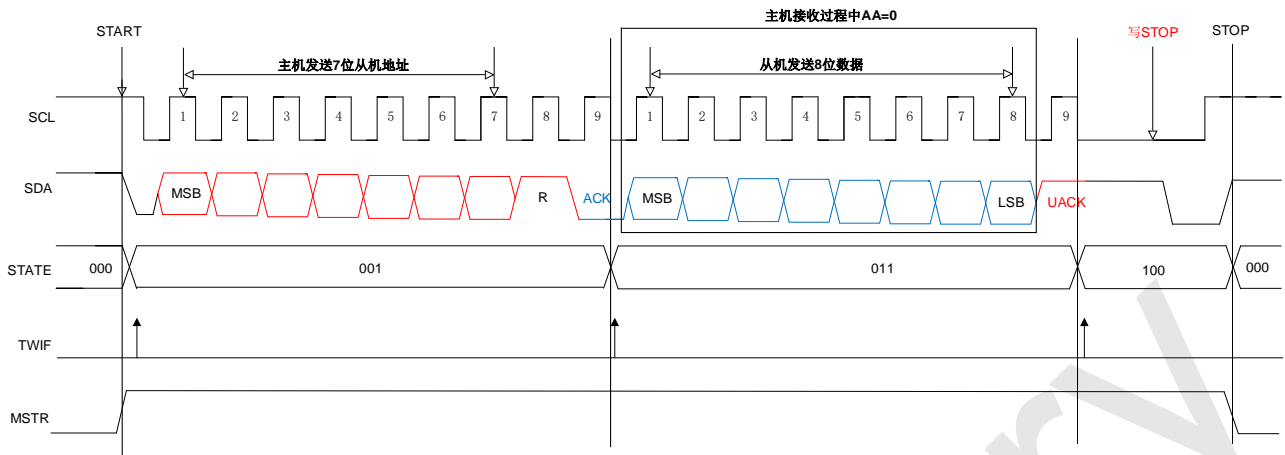 主机接收过程中AA=0
START
写STOP
STOP
主机发送7位从机地址
从机发送8位数据
SCL
1 2 3 4 5 6 7 8 9 1 2 3 4 5 6 7 8 9
SDA
MSB R ACK MSB LSB UACK
STATE 000 001 011 100 000
TWIF
MSTR